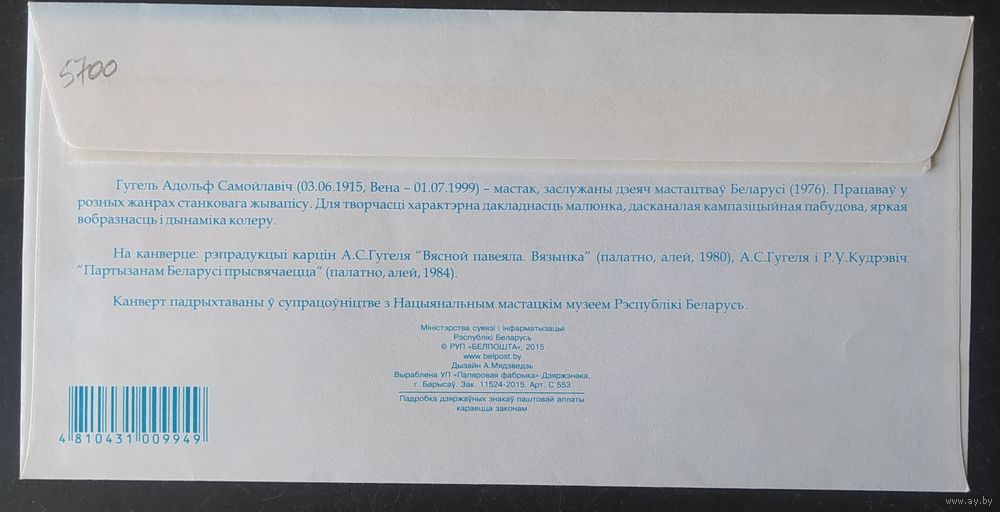 5700
Гугель Адольф Самойлавіч (03.06.1915, Вена – 01.07.1999) – мастак, заслужаны дзеяч мастацтваў Беларусі (1976). Працаваў у
розных жанрах станковага жывапісу. Для творчасці характэрна дакладнасць малюнка, дасканалая кампазіцыйная пабудова, яркая
вобразнасць і дынаміка колеру.
На канверце: рэпрадукцыі карцін А.С.Гугеля “Вясной павеяла. Вязынка” (палатно, алей, 1980), А.С.Гугеля і Р.У.Кудрэвіч
“Партызанам Беларусі прысвячаецца” (палатно, алей, 1984).
Канверт падрыхтаваны ў супрацоўніцтве з Нацыянальным мастацкім музеем Рэспублікі Беларусь.
Міністэрства сувязі і інфарматызацыі
Рэспублікі Беларусь
© РУП «БЕЛПОШТА», 2015
www.belpost.by
Дызайн А.Мядзведзь
Выраблена УП «Папяровая фабрыка» Дзяржзнака,
г. Барысаў. Зак. 11524-2015. Арт. С 553
Падробка дзяржаўных знакаў паштовай аплаты
караецца законам
4 810431 009949
www.ay.by